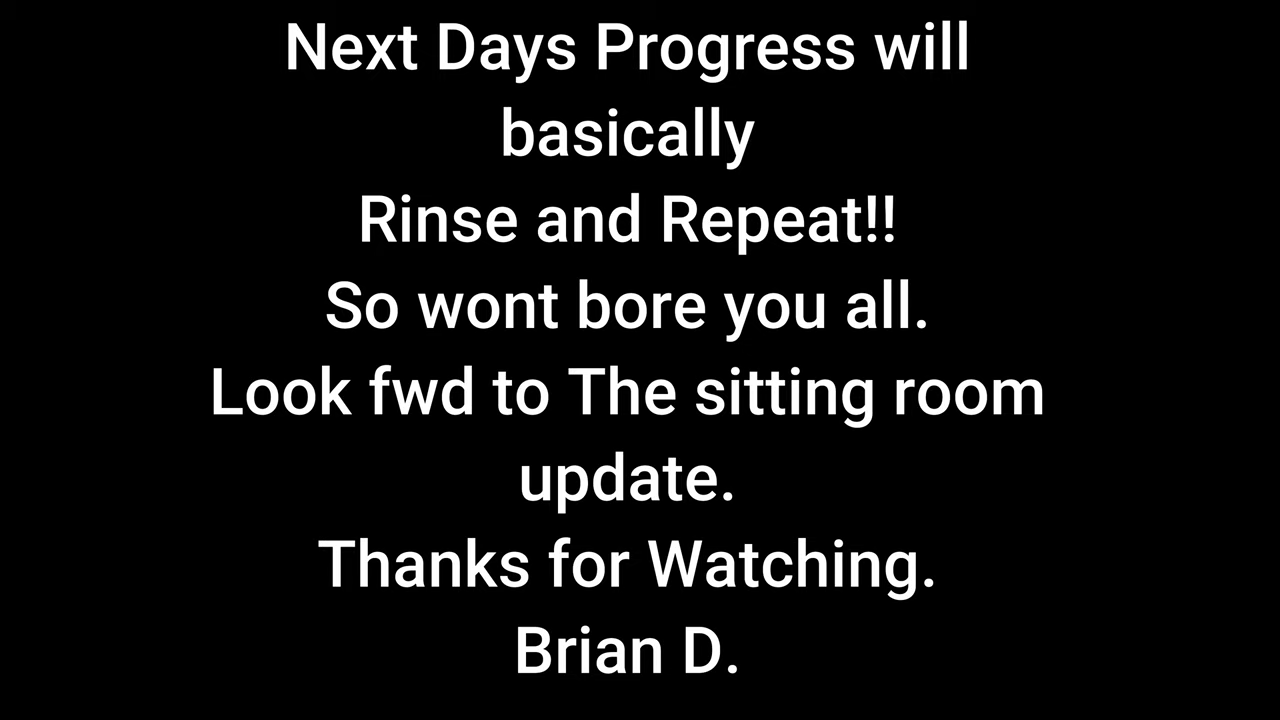 Next Days Progress will
basically
Rinse and Repeat!!
So wont bore you all.
Look fwd to The sitting room
update.
Thanks for Watching.
Brian D.